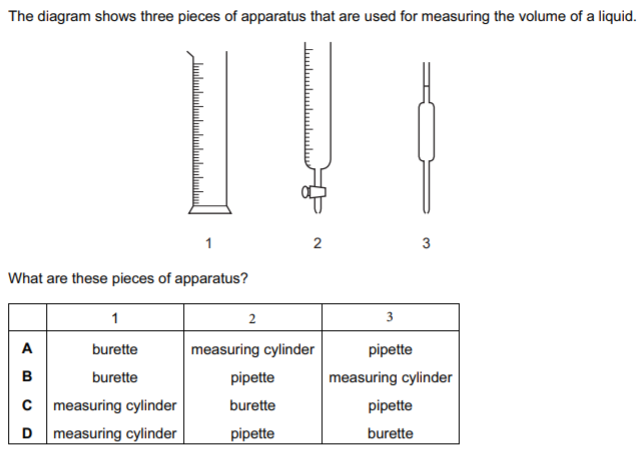 The diagram shows three pieces of apparatus that are used for measuring the volume of a liquid.
1 2 3
What are these pieces of apparatus?
1 2 3
A burette measuring cylinder pipette
B burette pipette measuring cylinder
C measuring cylinder burette pipette
D measuring cylinder pipette burette